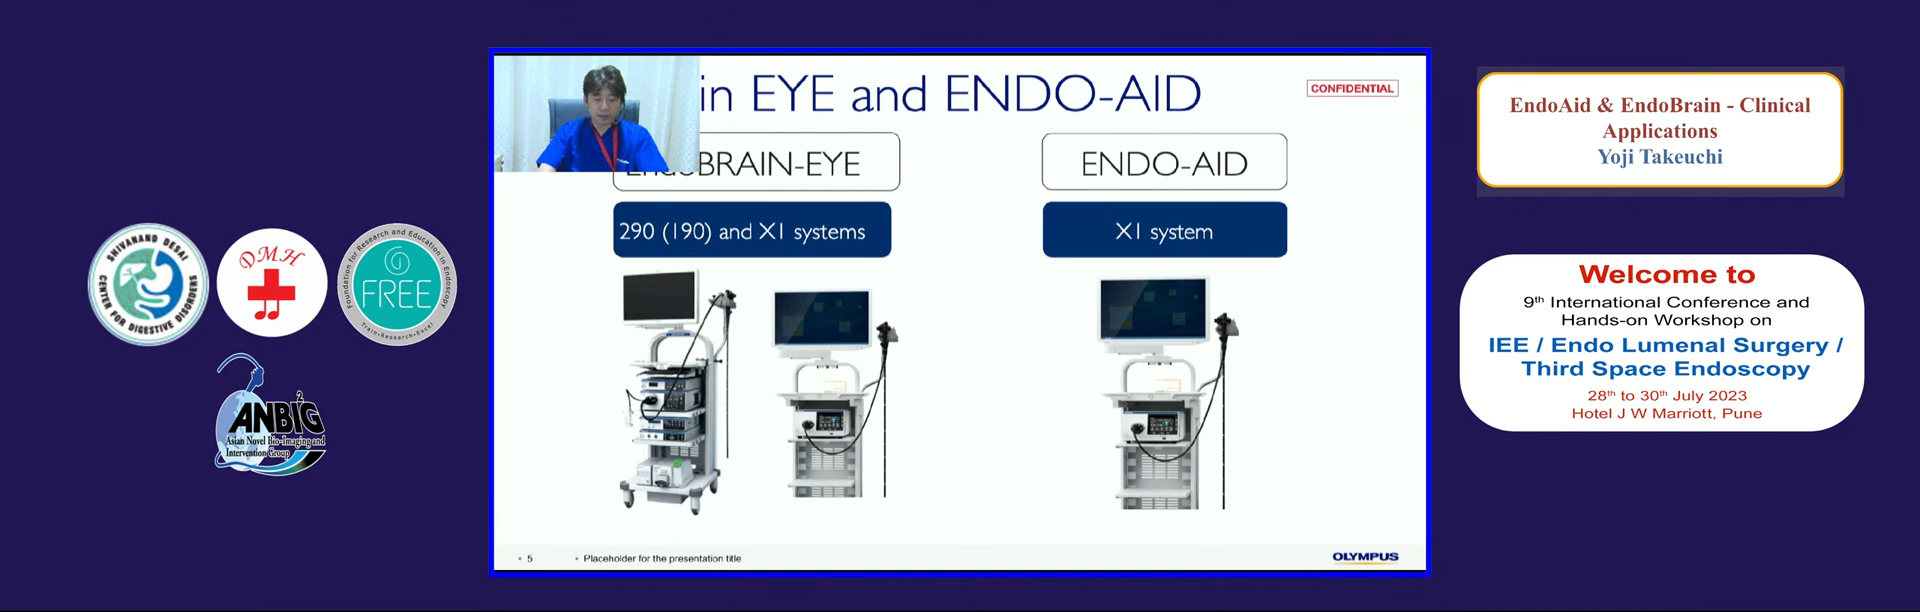 SHIVANAND DESAI
CENTER FOR DIGESTIVE DISORDERS
DMH
Foundation for Research and Education in Endoscopy
FREE
Train•Research•Excel
ANBI2G
Asian Novel Bio-Imaging and
Intervention Group
in EYE and ENDO-AID
CONFIDENTIAL
EndoBRAIN-EYE
ENDO-AID
290 (190) and X1 systems
X1 system
• 5
• Placeholder for the presentation title
OLYMPUS
EndoAid & EndoBrain - Clinical
Applications
Yoji Takeuchi
Welcome to
9th International Conference and
Hands-on Workshop on
IEE / Endo Lumenal Surgery /
Third Space Endoscopy
28th to 30th July 2023
Hotel J W Marriott, Pune